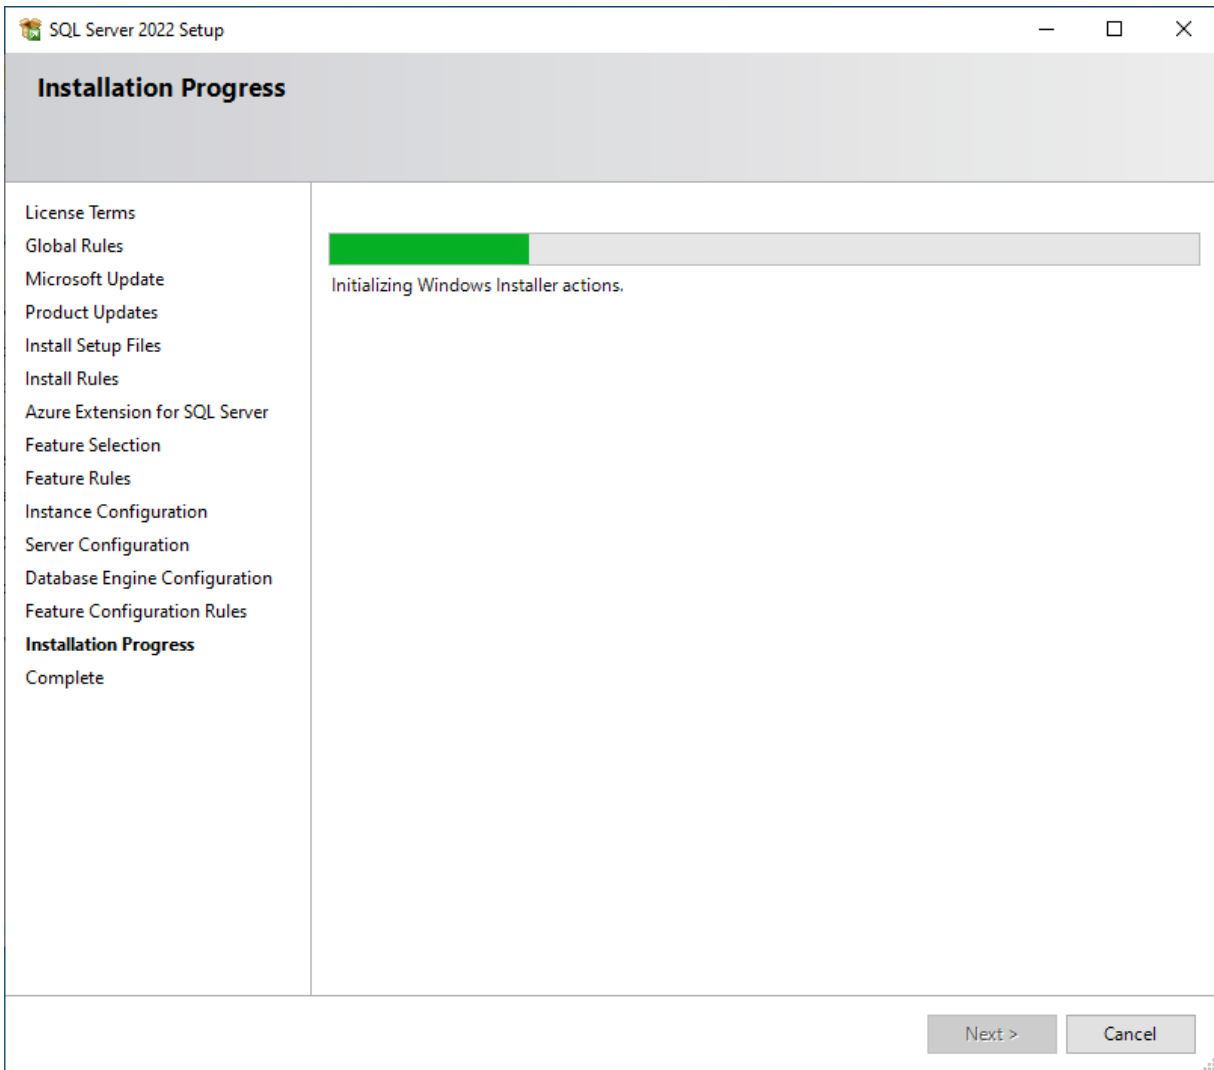 SQL Server 2022 Setup
Installation Progress
License Terms
Global Rules
Microsoft Update
Product Updates
Install Setup Files
Install Rules
Azure Extension for SQL Server
Feature Selection
Feature Rules
Instance Configuration
Server Configuration
Database Engine Configuration
Feature Configuration Rules
Installation Progress
Complete
Initializing Windows Installer actions.
Next >
Cancel